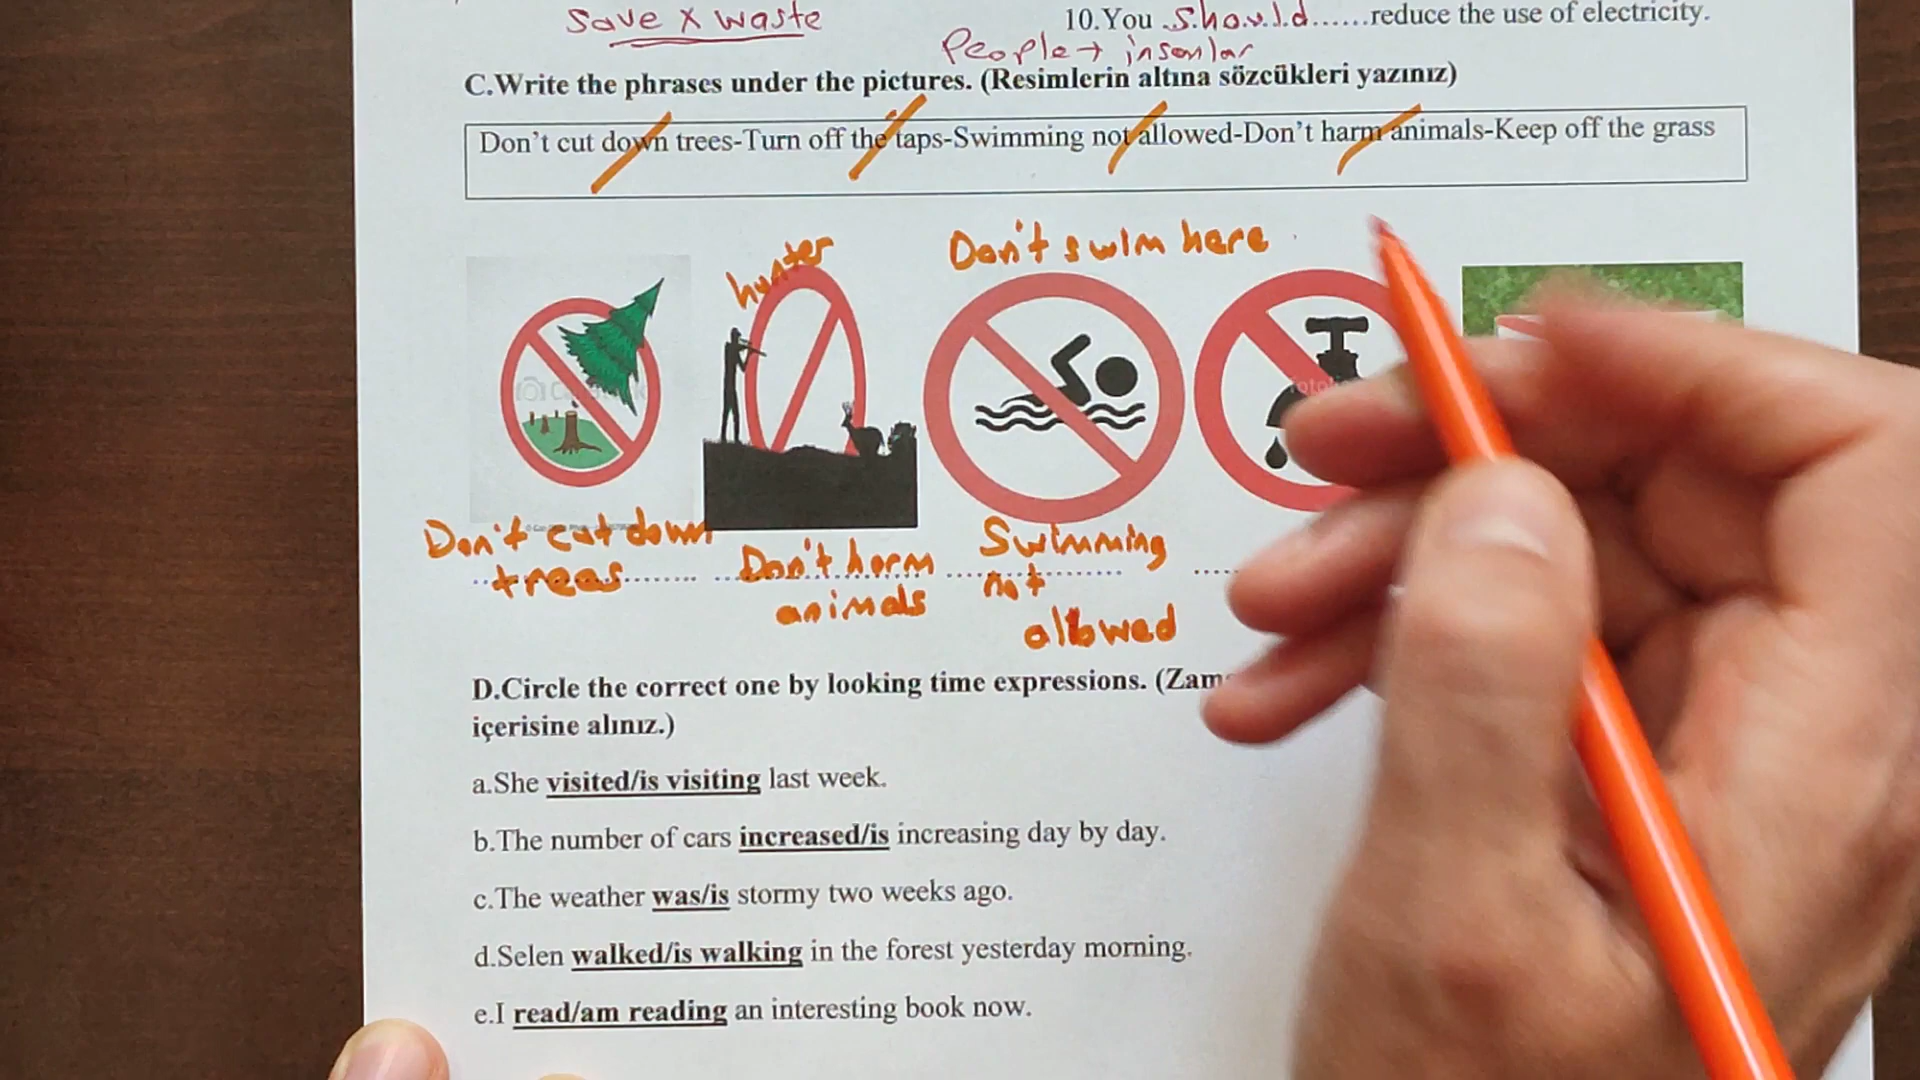 Save X waste
10.You .S.h.o.u.l.d......reduce the use of electricity.
People → insanlar
C.Write the phrases under the pictures. (Resimlerin altına sözcükleri yazınız)
Don't cut down trees-Turn off the taps-Swimming not allowed-Don't harm animals-Keep off the grass
hunter
Don't swim here
Don't cut down
trees
Don't harm
animals
Swimming
not
allowed
D.Circle the correct one by looking time expressions. (Zam
içerisine alınız.)
a.She visited/is visiting last week.
b.The number of cars increased/is increasing day by day.
c.The weather was/is stormy two weeks ago.
d.Selen walked/is walking in the forest yesterday morning.
e.I read/am reading an interesting book now.